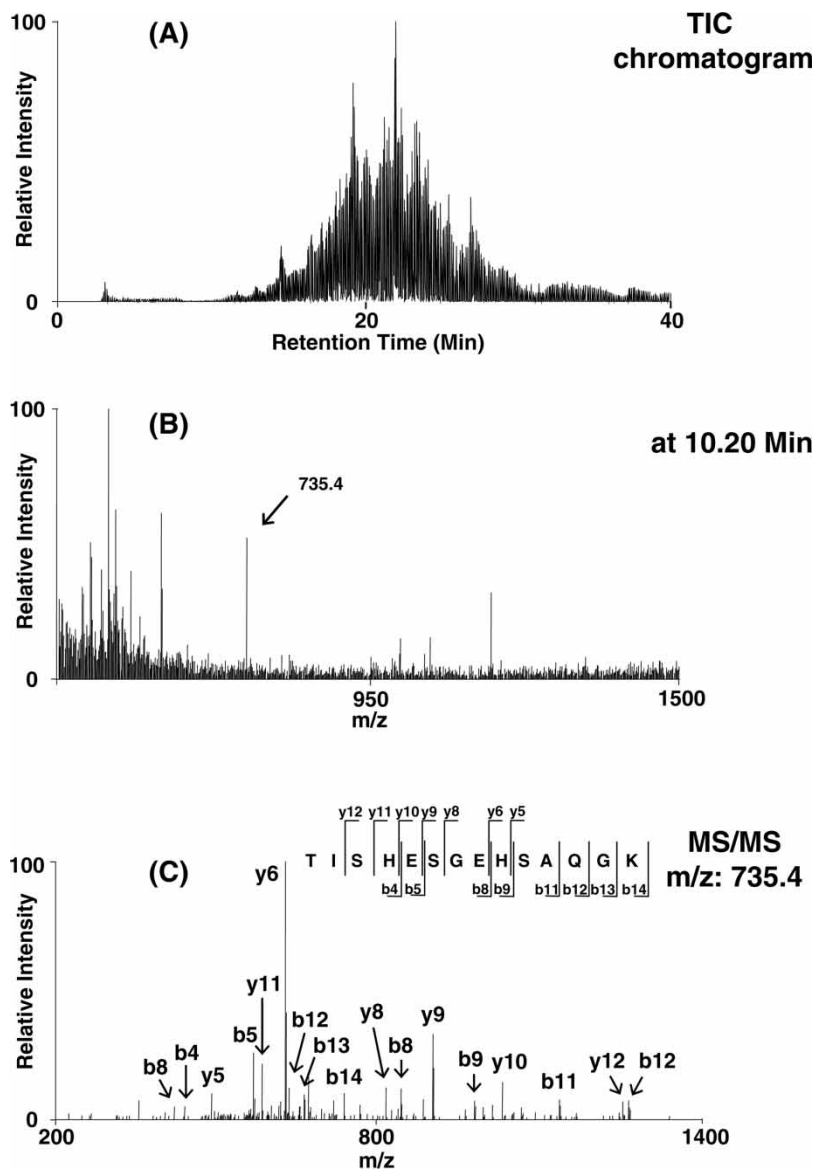 100
(A)
TIC
chromatogram
Relative Intensity
0
0 20 40
Retention Time (Min)
100
(B)
at 10.20 Min
735.4
Relative Intensity
0
950 1500
m/z
y12 y11 y10 y9 y8 y6 y5
T I S H E S G E H S A Q G K
b4 b5 b8 b9 b11 b12 b13 b14
MS/MS
m/z: 735.4
100
(C)
y6
Relative Intensity
b8
b4
y5
b5
y11
b12
b13
b14
y8
b8
y9
b9
y10
b11
y12
b12
0
200 800 1400
m/z